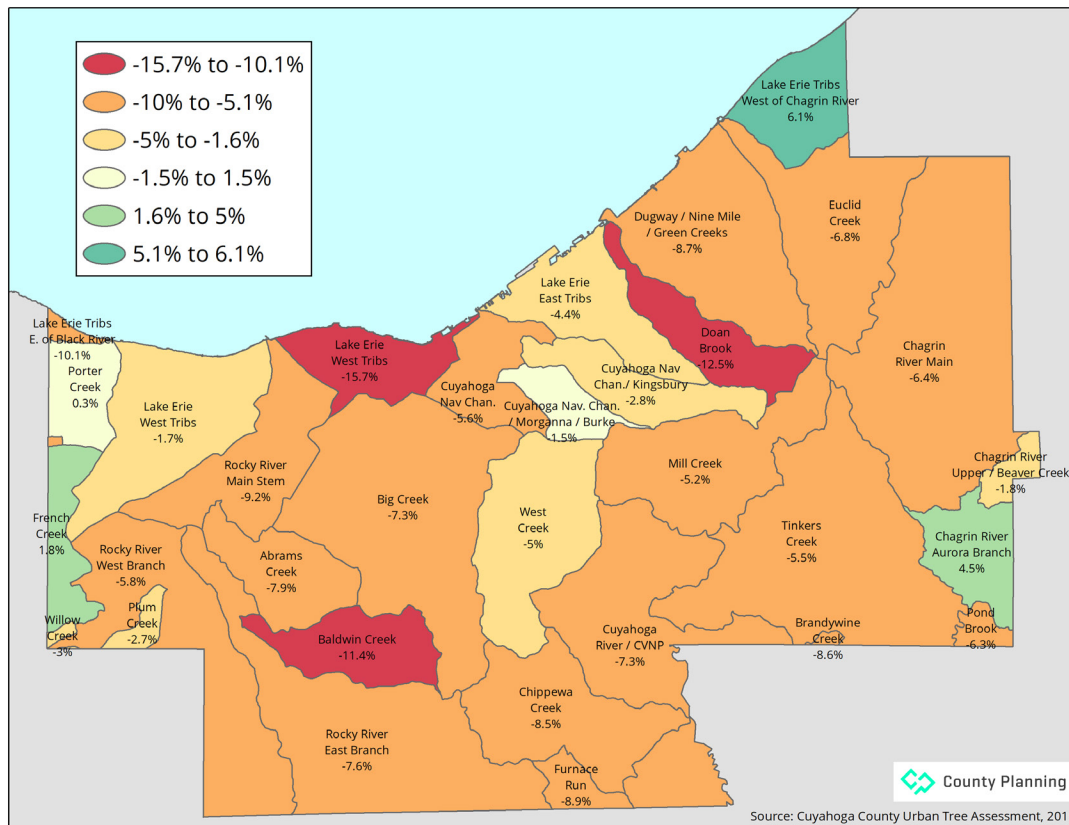 -15.7% to -10.1%
-10% to -5.1%
-5% to -1.6%
-1.5% to 1.5%
1.6% to 5%
5.1% to 6.1%
Lake Erie Tribs
West of Chagrin River
6.1%
Dugway / Nine Mile
/ Green Creeks
-8.7%
Euclid
Creek
-6.8%
Lake Erie
East Tribs
-4.4%
Lake Erie Tribs
E. of Black River
-10.1%
Porter
Creek
0.3%
Lake Erie
West Tribs
-15.7%
Doan
Brook
-12.5%
Chagrin
River Main
-6.4%
Cuyahoga
Nav Chan.
-5.6%
Cuyahoga Nav
Chan./ Kingsbury
-2.8%
Cuyahoga Nav. Chan.
/ Morganna / Burke
-1.5%
Lake Erie
West Tribs
-1.7%
Rocky River
Main Stem
-9.2%
Big Creek
-7.3%
Mill Creek
-5.2%
Chagrin River
Upper / Beaver Creek
-1.8%
French
Creek
1.8%
West
Creek
-5%
Tinkers
Creek
-5.5%
Chagrin River
Aurora Branch
4.5%
Rocky River
West Branch
-5.8%
Abrams
Creek
-7.9%
Willow
Creek
-3%
Plum
Creek
-2.7%
Baldwin Creek
-11.4%
Cuyahoga
River / CVNP
-7.3%
Brandywine
Creek
-8.6%
Pond
Brook
-6.3%
Chippewa
Creek
-8.5%
Rocky River
East Branch
-7.6%
Furnace
Run
-8.9%
County Planning
Source: Cuyahoga County Urban Tree Assessment, 201